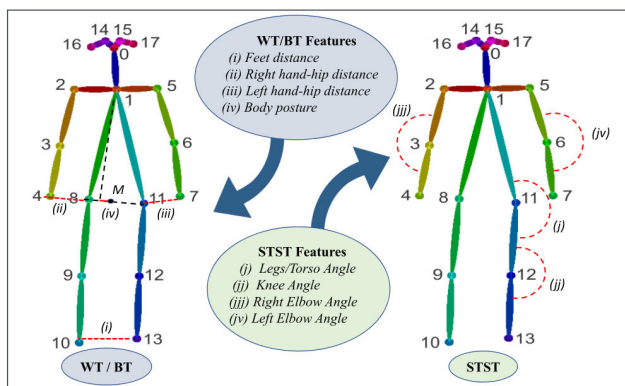 14 15
16 17
0
2 5
1
3 6
4 8 M 11 7
(ii) (iv) (iii)
9 12
(i)
10 13
WT / BT
WT/BT Features
(i) Feet distance
(ii) Right hand-hip distance
(iii) Left hand-hip distance
(iv) Body posture
STST Features
(j) Legs/Torso Angle
(jj) Knee Angle
(jjj) Right Elbow Angle
(jv) Left Elbow Angle
14 15
16 17
0
2 5
1
(jjj)
3 6 (jv)
4 8 11 7
(j)
9 12 (jj)
10 13
STST